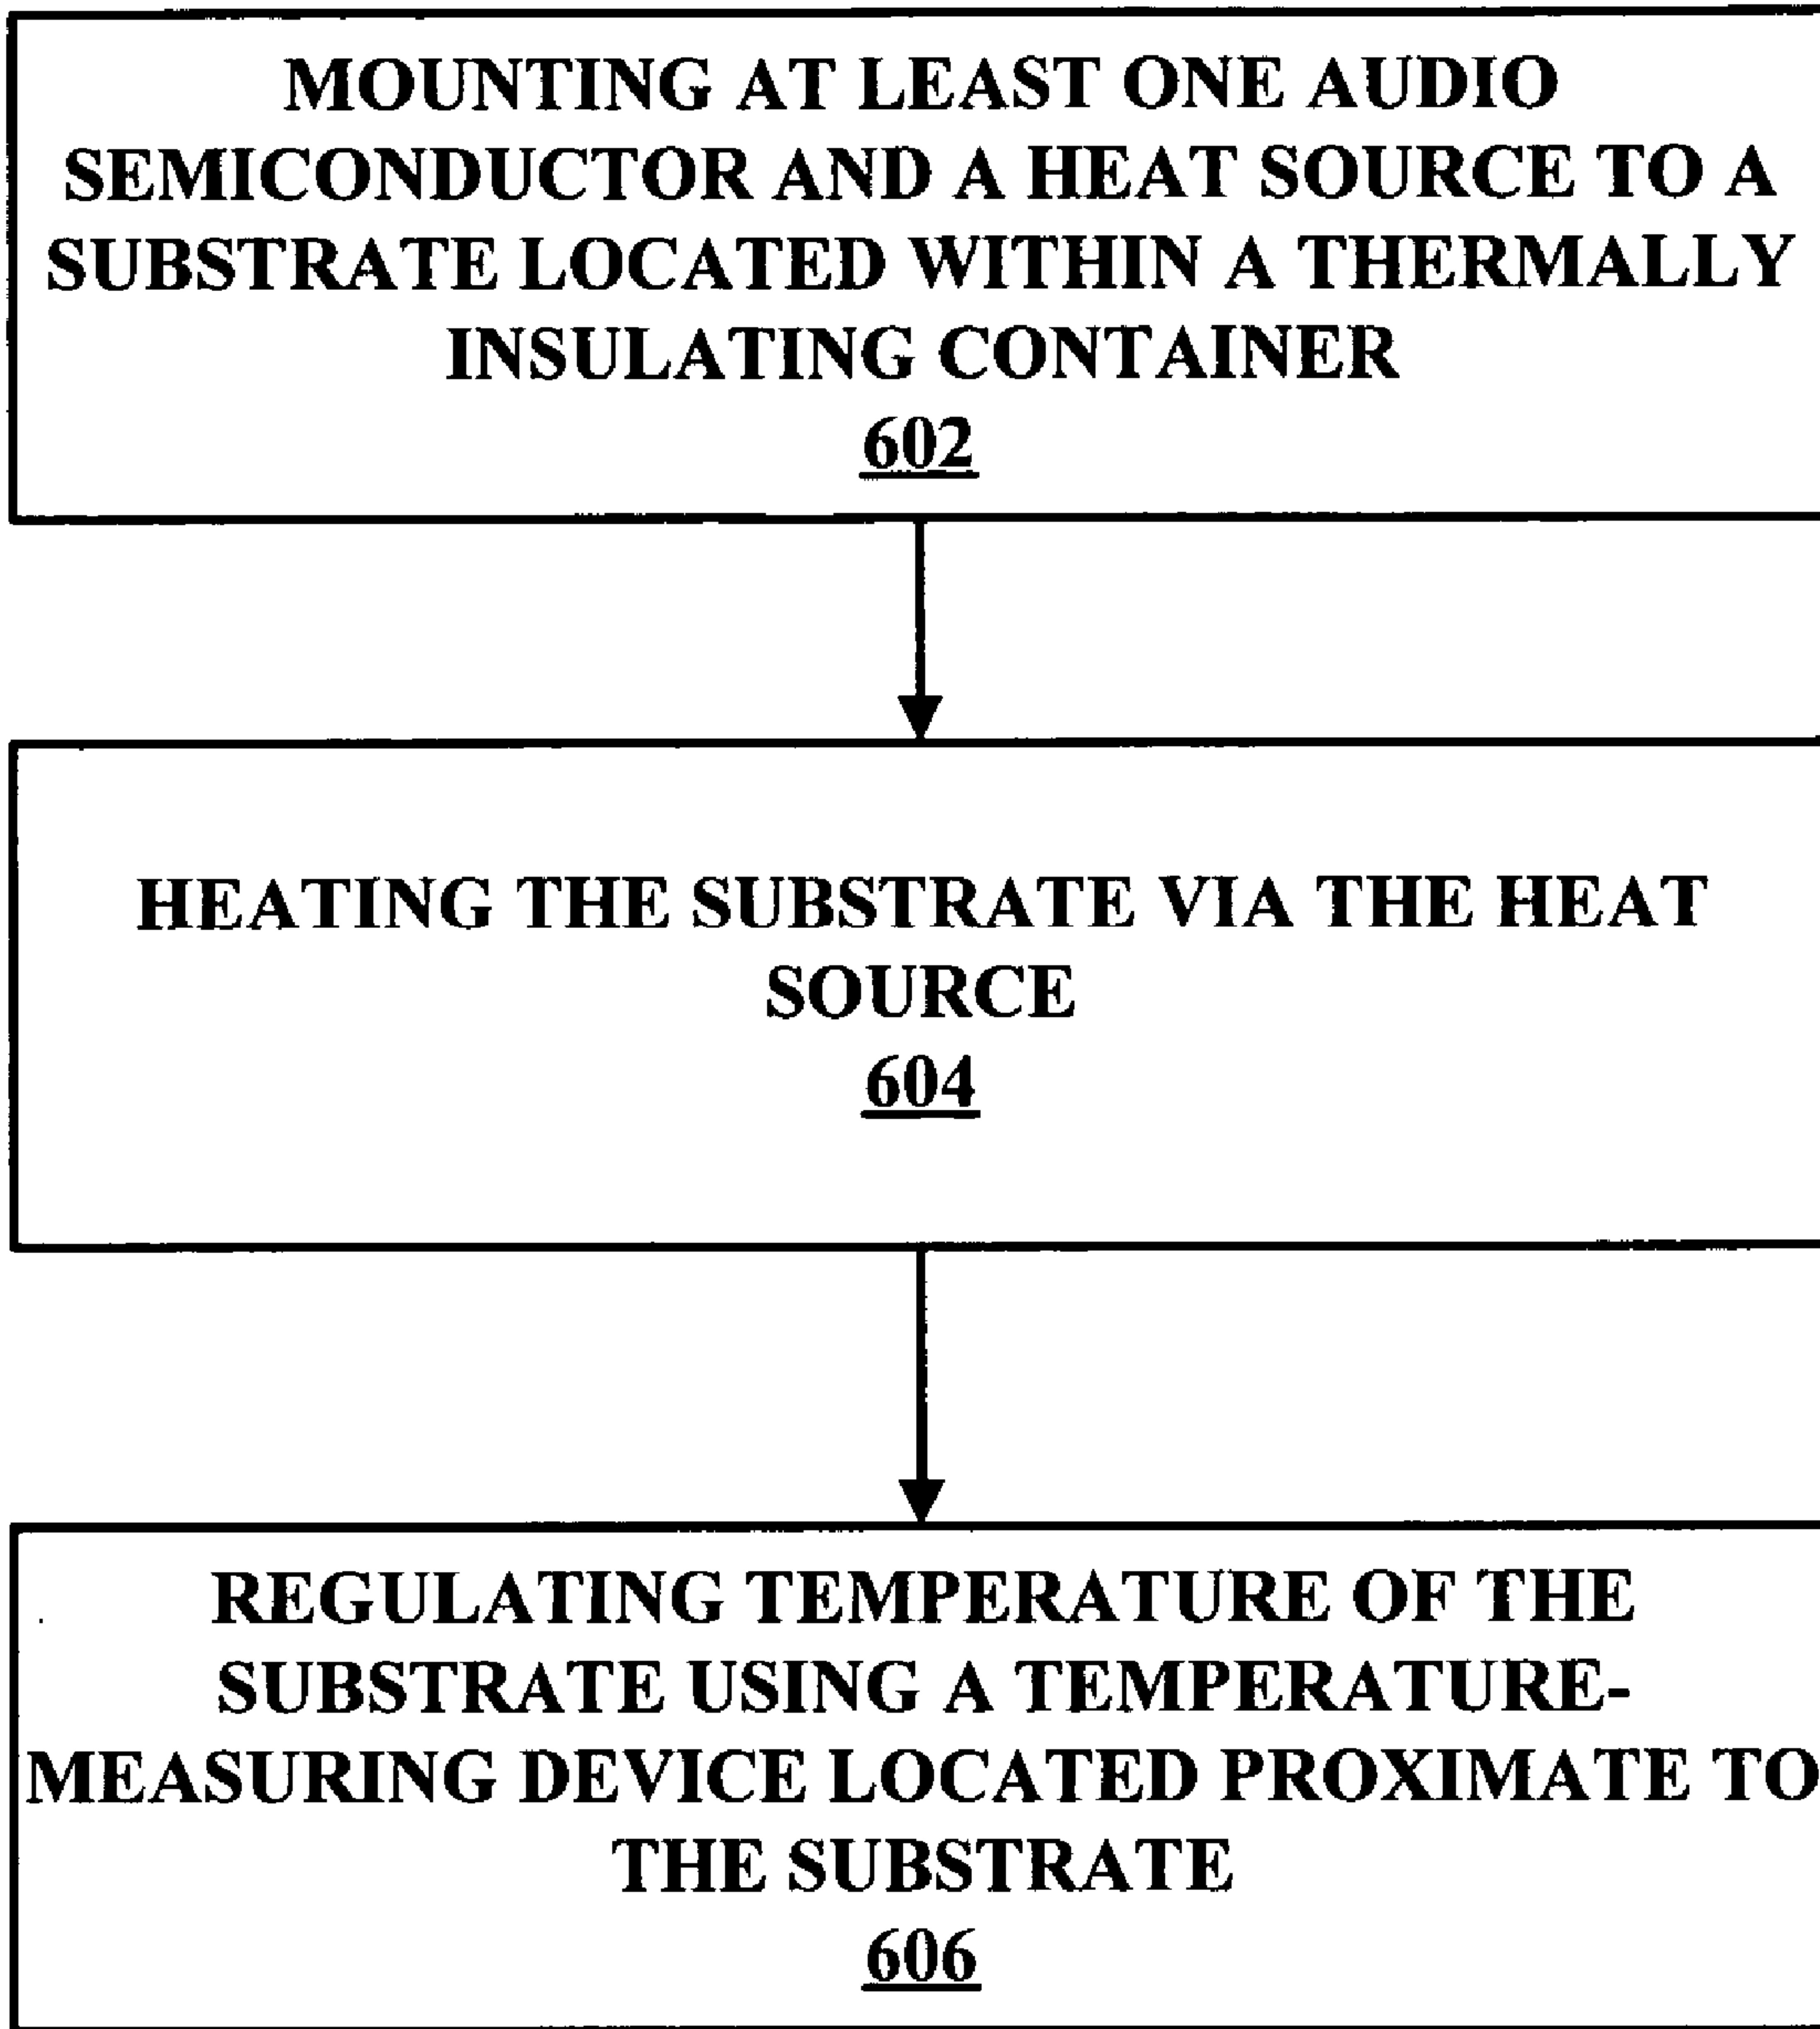 MOUNTING AT LEAST ONE AUDIO
SEMICONDUCTOR AND A HEAT SOURCE TO A
SUBSTRATE LOCATED WITHIN A THERMALLY
INSULATING CONTAINER
602
HEATING THE SUBSTRATE VIA THE HEAT
SOURCE
604
REGULATING TEMPERATURE OF THE
SUBSTRATE USING A TEMPERATURE-
MEASURING DEVICE LOCATED PROXIMATE TO
THE SUBSTRATE
606